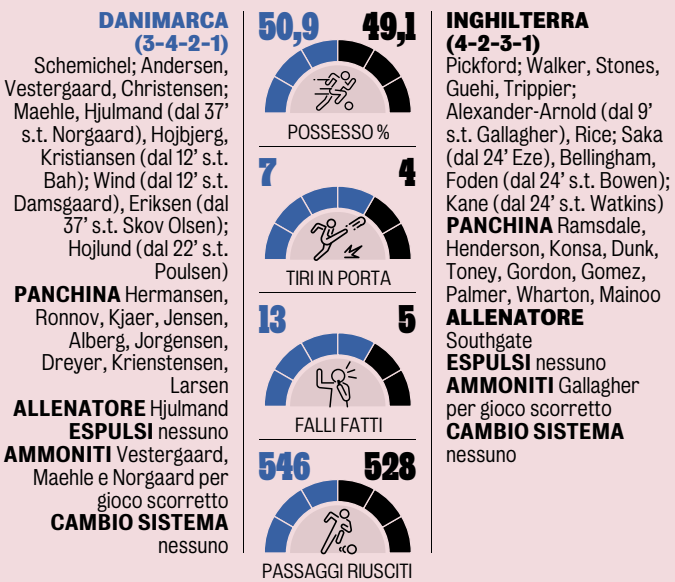 DANIMARCA
(3-4-2-1)
Schemichel; Andersen,
Vestergaard, Christensen;
Maehle, Hjulmand (dal 37'
s.t. Norgaard), Hojbjerg,
Kristiansen (dal 12' s.t.
Bah); Wind (dal 12' s.t.
Damsgaard), Eriksen (dal
37' s.t. Skov Olsen);
Hojlund (dal 22' s.t.
Poulsen)
PANCHINA Hermansen,
Ronnov, Kjaer, Jensen,
Alberg, Jorgensen,
Dreyer, Krienstensen,
Larsen
ALLENATORE Hjulmand
ESPULSI nessuno
AMMONITI Vestergaard,
Maehle e Norgaard per
gioco scorretto
CAMBIO SISTEMA
nessuno
50,9 49,1
POSSESSO %
7 4
TIRI IN PORTA
13 5
FALLI FATTI
546 528
PASSAGGI RIUSCITI
INGHILTERRA
(4-2-3-1)
Pickford; Walker, Stones,
Guehi, Trippier;
Alexander-Arnold (dal 9'
s.t. Gallagher), Rice; Saka
(dal 24' Eze), Bellingham,
Foden (dal 24' s.t. Bowen);
Kane (dal 24' s.t. Watkins)
PANCHINA Ramsdale,
Henderson, Konsa, Dunk,
Toney, Gordon, Gomez,
Palmer, Wharton, Mainoo
ALLENATORE
Southgate
ESPULSI nessuno
AMMONITI Gallagher
per gioco scorretto
CAMBIO SISTEMA
nessuno